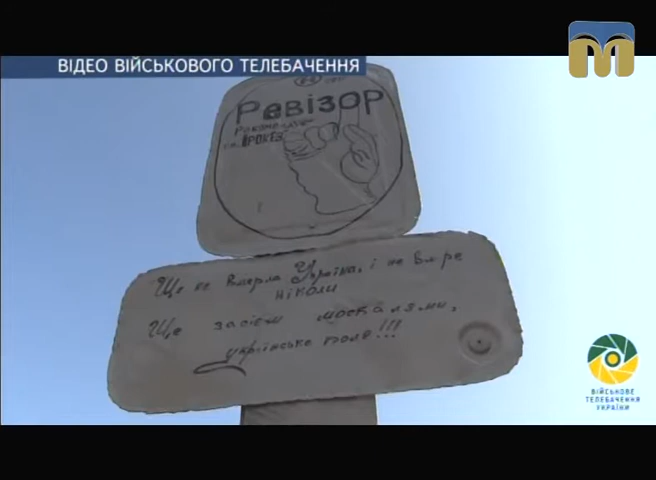 ВІДЕО ВІЙСЬКОВОГО ТЕЛЕБАЧЕННЯ
Ревізор
Рекомендує
Ще не вмерла Україна, і не вмре
ніколи
Ще засієм москалями,
українське поле!!!
ВІЙСЬКОВЕ
ТЕЛЕБАЧЕННЯ
УКРАЇНИ